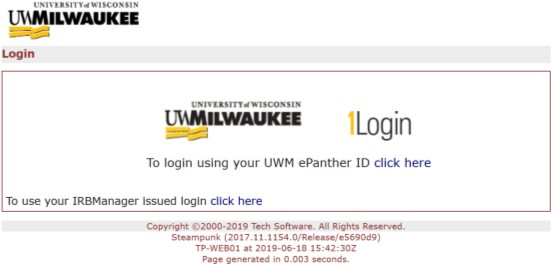 UNIVERSITY of WISCONSIN
UWMILWAUKEE
Login
UNIVERSITY of WISCONSIN
UWMILWAUKEE
1Login
To login using your UWM ePanther ID click here
To use your IRBManager issued login click here
Copyright ©2000-2019 Tech Software. All Rights Reserved.
Steampunk (2017.11.1154.0/Release/e5690d9)
TP-WEB01 at 2019-06-18 15:42:30Z
Page generated in 0.003 seconds.